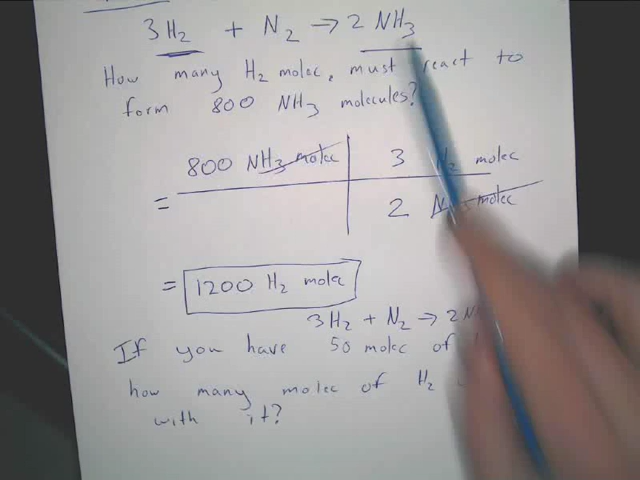 3H₂ + N₂ → 2 NH₃
How many H₂ molec. must react to
form 800 NH₃ molecules?
800 NH₃ molec 3 H₂ molec
= 2 molec
= 1200 H₂ molec
3H₂ + N₂ → 2
If you have 50 molec of
how many molec of H₂
with it?